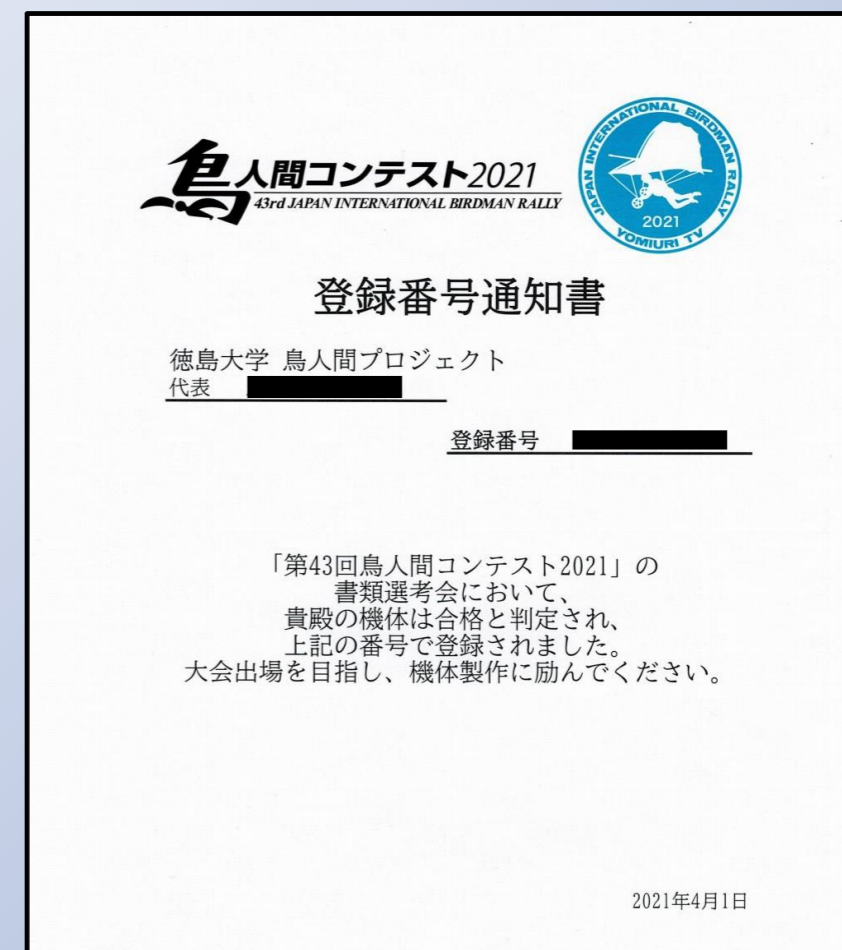 鳥人間コンテスト2021
43rd JAPAN INTERNATIONAL BIRDMAN RALLY
JAPAN INTERNATIONAL BIRDMAN RALLY
2021
YOMIURI TV
登録番号通知書
徳島大学 鳥人間プロジェクト
代表
登録番号
「第43回鳥人間コンテスト2021」の
書類選考会において、
貴殿の機体は合格と判定され、
上記の番号で登録されました。
大会出場を目指し、機体製作に励んでください。
2021年4月1日